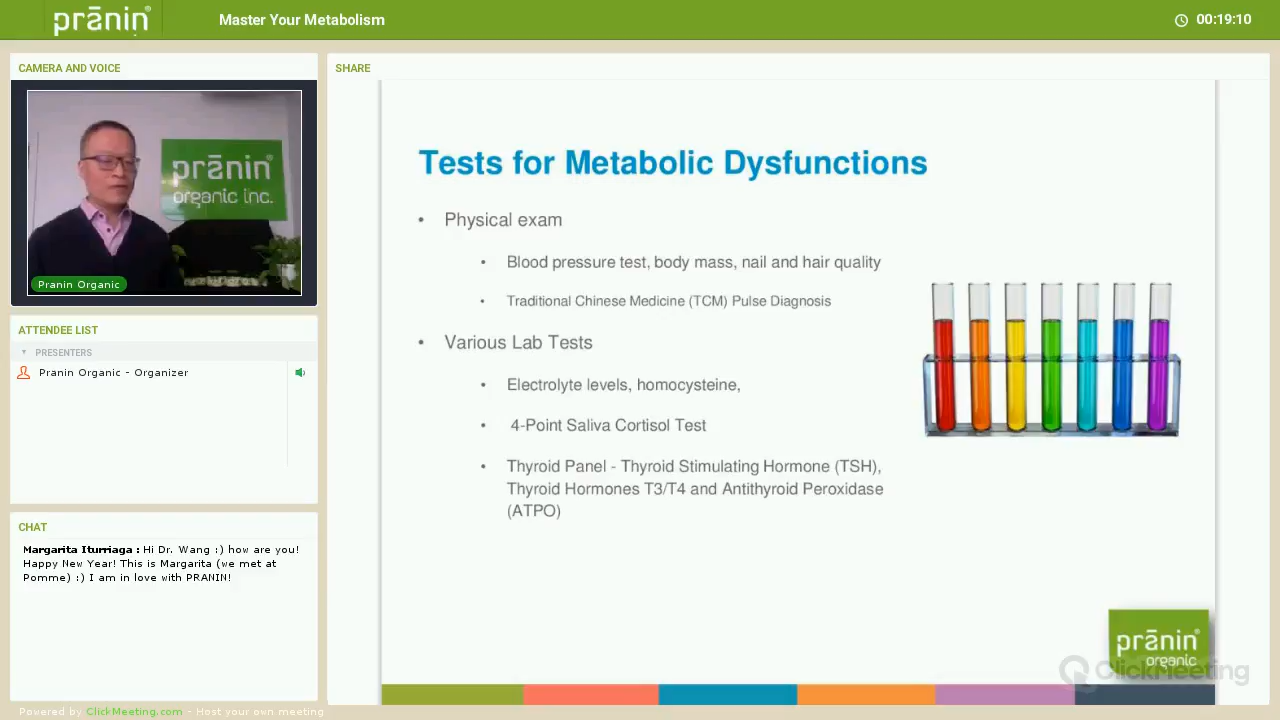 prānin®
Master Your Metabolism
00:19:10
CAMERA AND VOICE
SHARE
prānin®
organic inc.
Pranin Organic
ATTENDEE LIST
PRESENTERS
Pranin Organic - Organizer
CHAT
Margarita Iturriaga : Hi Dr. Wang :) how are you!
Happy New Year! This is Margarita (we met at
Pomme) :) I am in love with PRANIN!
Tests for Metabolic Dysfunctions
• Physical exam
• Blood pressure test, body mass, nail and hair quality
• Traditional Chinese Medicine (TCM) Pulse Diagnosis
• Various Lab Tests
• Electrolyte levels, homocysteine,
• 4-Point Saliva Cortisol Test
• Thyroid Panel - Thyroid Stimulating Hormone (TSH),
Thyroid Hormones T3/T4 and Antithyroid Peroxidase
(ATPO)
prānin®
organic
ClickMeeting
Powered by ClickMeeting.com - Host your own meeting